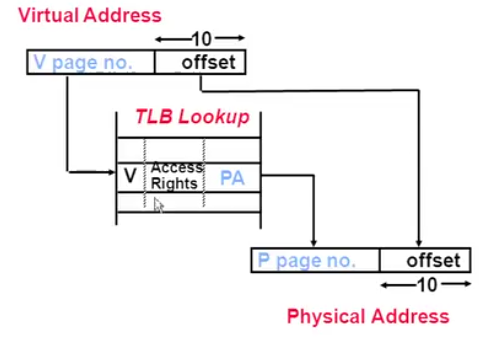 Virtual Address
10
V page no. offset
TLB Lookup
V Access Rights PA
P page no. offset
10
Physical Address